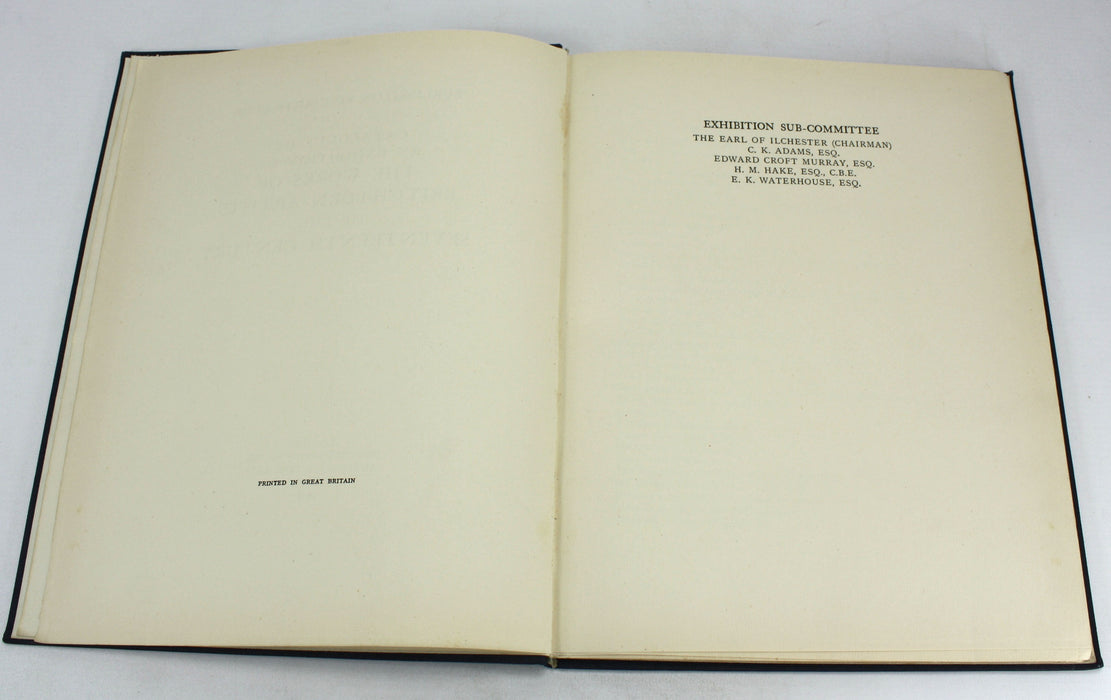 PRINTED IN GREAT BRITAIN
EXHIBITION SUB-COMMITTEE
THE EARL OF ILCHESTER (CHAIRMAN)
C. K. ADAMS, ESQ.
EDWARD CROFT MURRAY, ESQ.
H. M. HAKE, ESQ., C.B.E.
E. K. WATERHOUSE, ESQ.